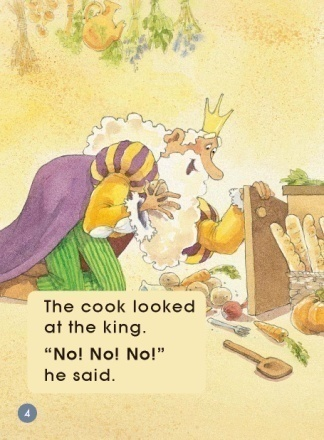 The cook looked
at the king.
“No! No! No!”
he said.
4